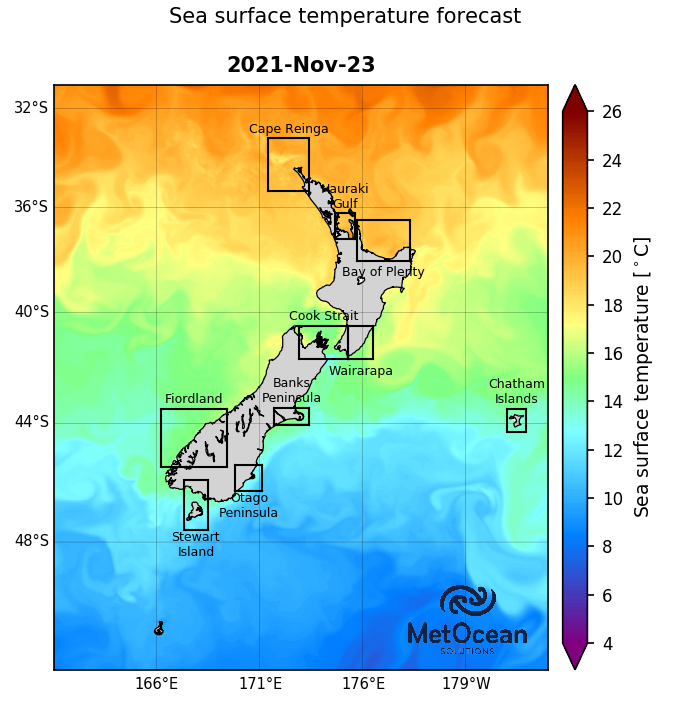 Sea surface temperature forecast
2021-Nov-23
32°S
36°S
40°S
44°S
48°S
166°E
171°E
176°E
179°W
Cape Reinga
Hauraki
Gulf
Bay of Plenty
Cook Strait
Wairarapa
Banks
Peninsula
Fiordland
Chatham
Islands
Otago
Peninsula
Stewart
Island
MetOcean
SOLUTIONS
26
24
22
20
18
16
14
12
10
8
6
4
Sea surface temperature [°C]